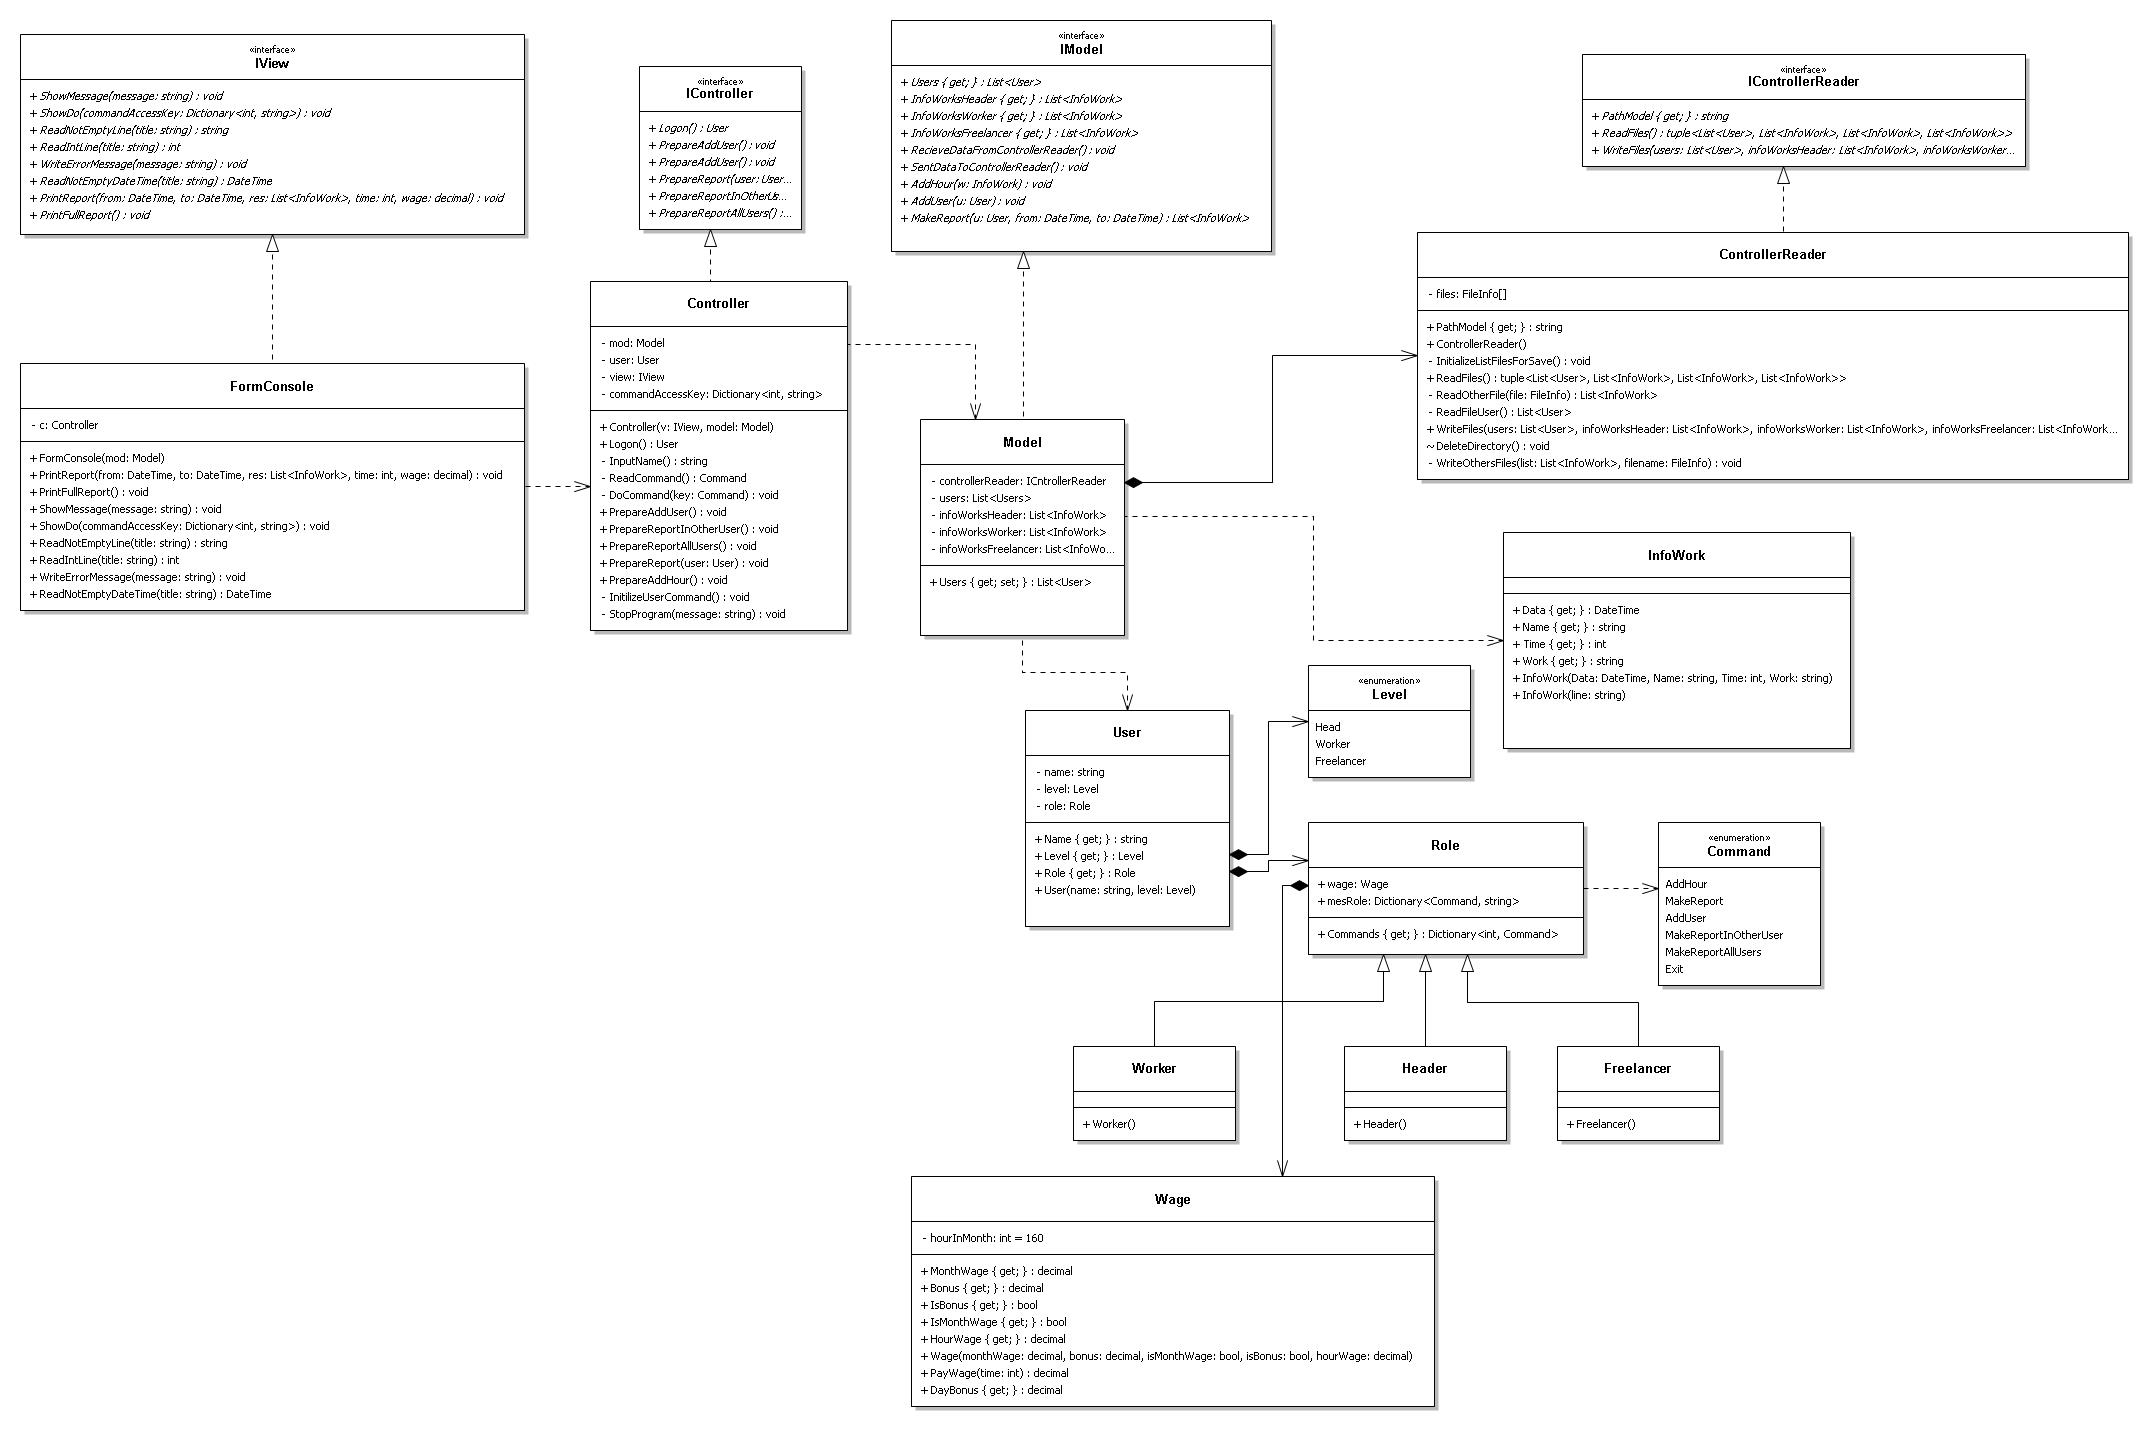 «interface»
IView
+ ShowMessage(message: string) : void
+ ShowDo(commandAccessKey: Dictionary<int, string>) : void
+ ReadNotEmptyLine(title: string) : string
+ ReadIntLine(title: string) : int
+ WriteErrorMessage(message: string) : void
+ ReadNotEmptyDateTime(title: string) : DateTime
+ PrintReport(from: DateTime, to: DateTime, res: List<InfoWork>, time: int, wage: decimal) : void
+ PrintFullReport() : void
«interface»
IController
+ Logon() : User
+ PrepareAddUser() : void
+ PrepareAddUser() : void
+ PrepareReport(user: User...
+ PrepareReportInOtherUs...
+ PrepareReportAllUsers() :...
«interface»
IModel
+ Users { get; } : List<User>
+ InfoWorksHeader { get; } : List<InfoWork>
+ InfoWorksWorker { get; } : List<InfoWork>
+ InfoWorksFreelancer { get; } : List<InfoWork>
+ RecieveDataFromControllerReader() : void
+ SentDataToControllerReader() : void
+ AddHour(w: InfoWork) : void
+ AddUser(u: User) : void
+ MakeReport(u: User, from: DateTime, to: DateTime) : List<InfoWork>
«interface»
IControllerReader
+ PathModel { get; } : string
+ ReadFiles() : tuple<List<User>, List<InfoWork>, List<InfoWork>, List<InfoWork>>
+ WriteFiles(users: List<User>, infoWorksHeader: List<InfoWork>, infoWorksWorker...
FormConsole
- c: Controller
+ FormConsole(mod: Model)
+ PrintReport(from: DateTime, to: DateTime, res: List<InfoWork>, time: int, wage: decimal) : void
+ PrintFullReport() : void
+ ShowMessage(message: string) : void
+ ShowDo(commandAccessKey: Dictionary<int, string>) : void
+ ReadNotEmptyLine(title: string) : string
+ ReadIntLine(title: string) : int
+ WriteErrorMessage(message: string) : void
+ ReadNotEmptyDateTime(title: string) : DateTime
Controller
- mod: Model
- user: User
- view: IView
- commandAccessKey: Dictionary<int, string>
+ Controller(v: IView, model: Model)
+ Logon() : User
- InputName() : string
- ReadCommand() : Command
- DoCommand(key: Command) : void
+ PrepareAddUser() : void
+ PrepareReportInOtherUser() : void
+ PrepareReportAllUsers() : void
+ PrepareReport(user: User) : void
+ PrepareAddHour() : void
- InitilizeUserCommand() : void
- StopProgram(message: string) : void
Model
- controllerReader: ICntrollerReader
- users: List<Users>
- infoWorksHeader: List<InfoWork>
- infoWorksWorker: List<InfoWork>
- infoWorksFreelancer: List<InfoWo...
+ Users { get; set; } : List<User>
ControllerReader
- files: FileInfo[]
+ PathModel { get; } : string
+ ControllerReader()
- InitializeListFilesForSave() : void
+ ReadFiles() : tuple<List<User>, List<InfoWork>, List<InfoWork>, List<InfoWork>>
- ReadOtherFile(file: FileInfo) : List<InfoWork>
- ReadFileUser() : List<User>
+ WriteFiles(users: List<User>, infoWorksHeader: List<InfoWork>, infoWorksWorker: List<InfoWork>, infoWorksFreelancer: List<InfoWork...
~ DeleteDirectory() : void
- WriteOthersFiles(list: List<InfoWork>, filename: FileInfo) : void
InfoWork
+ Data { get; } : DateTime
+ Name { get; } : string
+ Time { get; } : int
+ Work { get; } : string
+ InfoWork(Data: DateTime, Name: string, Time: int, Work: string)
+ InfoWork(line: string)
User
- name: string
- level: Level
- role: Role
+ Name { get; } : string
+ Level { get; } : Level
+ Role { get; } : Role
+ User(name: string, level: Level)
«enumeration»
Level
Head
Worker
Freelancer
Role
+ wage: Wage
+ mesRole: Dictionary<Command, string>
+ Commands { get; } : Dictionary<int, Command>
«enumeration»
Command
AddHour
MakeReport
AddUser
MakeReportInOtherUser
MakeReportAllUsers
Exit
Worker
+ Worker()
Header
+ Header()
Freelancer
+ Freelancer()
Wage
- hourInMonth: int = 160
+ MonthWage { get; } : decimal
+ Bonus { get; } : decimal
+ IsBonus { get; } : bool
+ IsMonthWage { get; } : bool
+ HourWage { get; } : decimal
+ Wage(monthWage: decimal, bonus: decimal, isMonthWage: bool, isBonus: bool, hourWage: decimal)
+ PayWage(time: int) : decimal
+ DayBonus { get; } : decimal